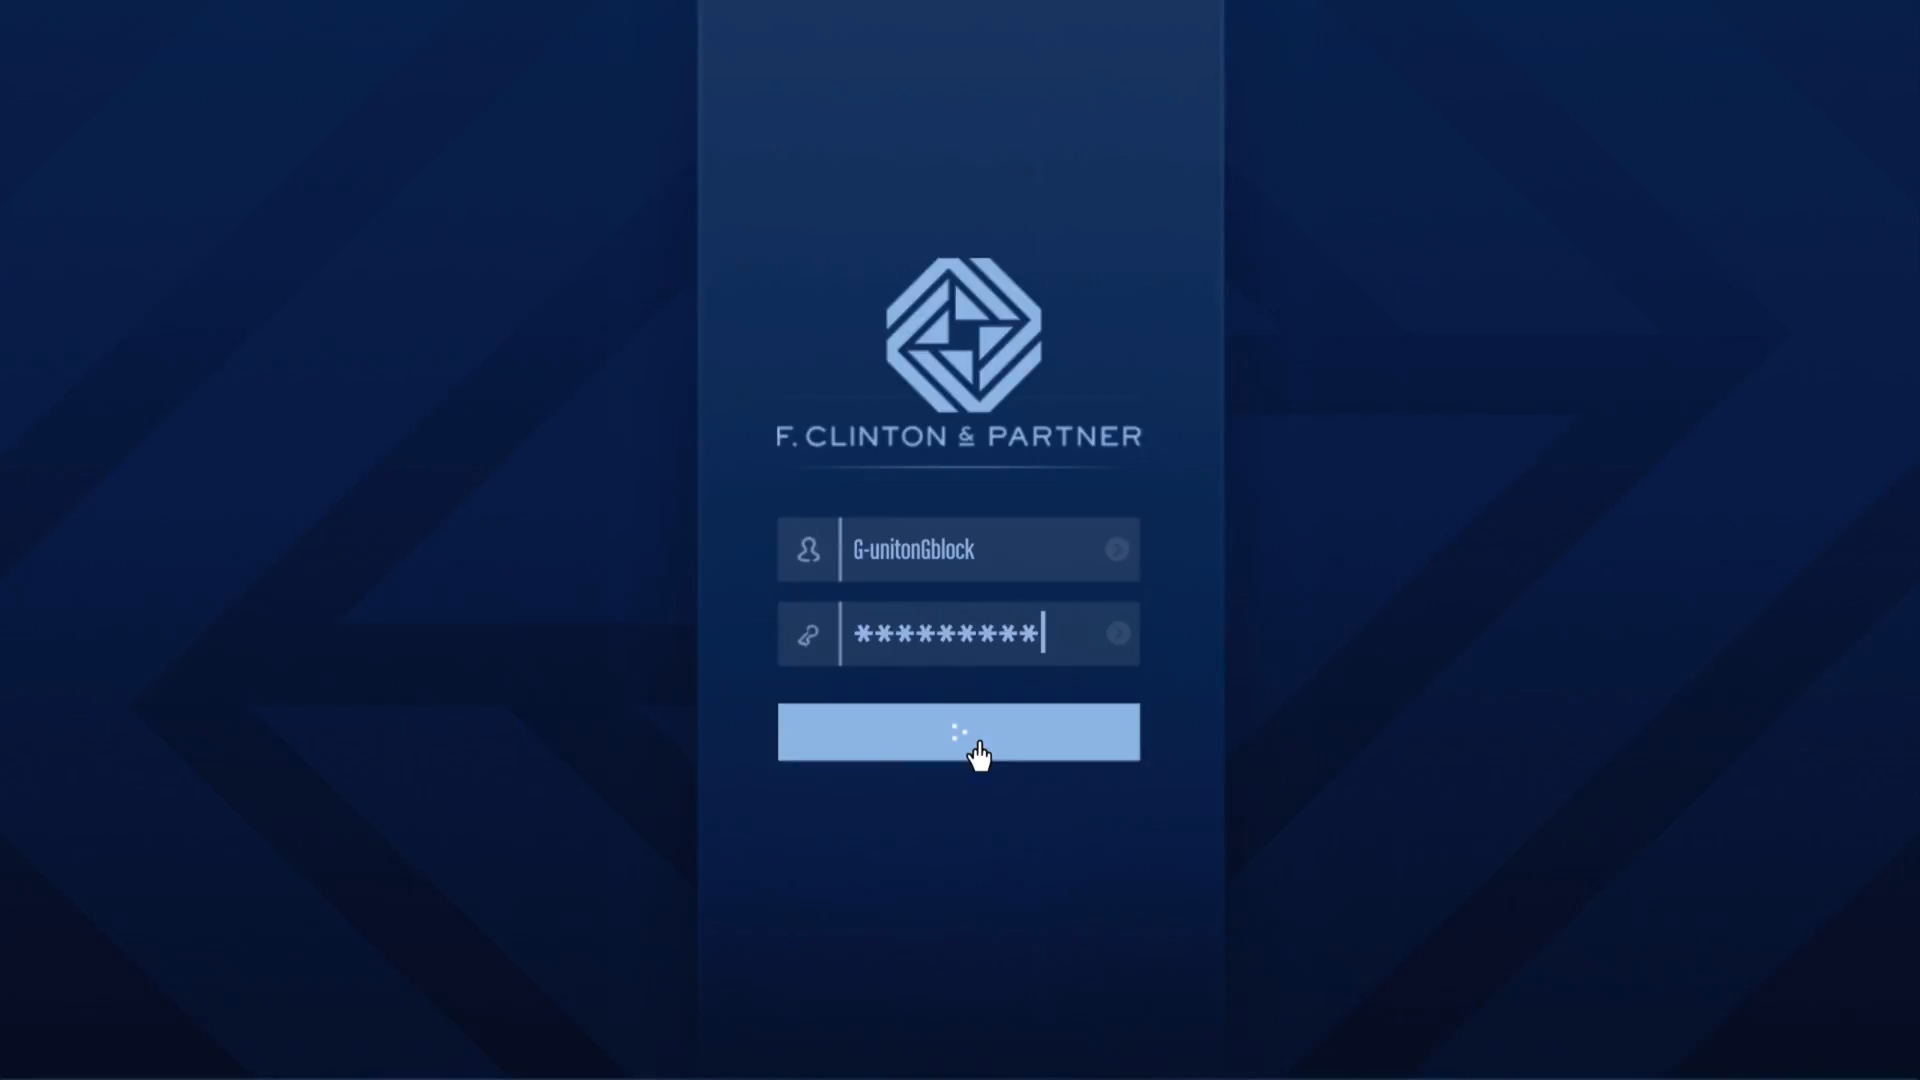 F. CLINTON & PARTNER
G-unitonGblock
*********